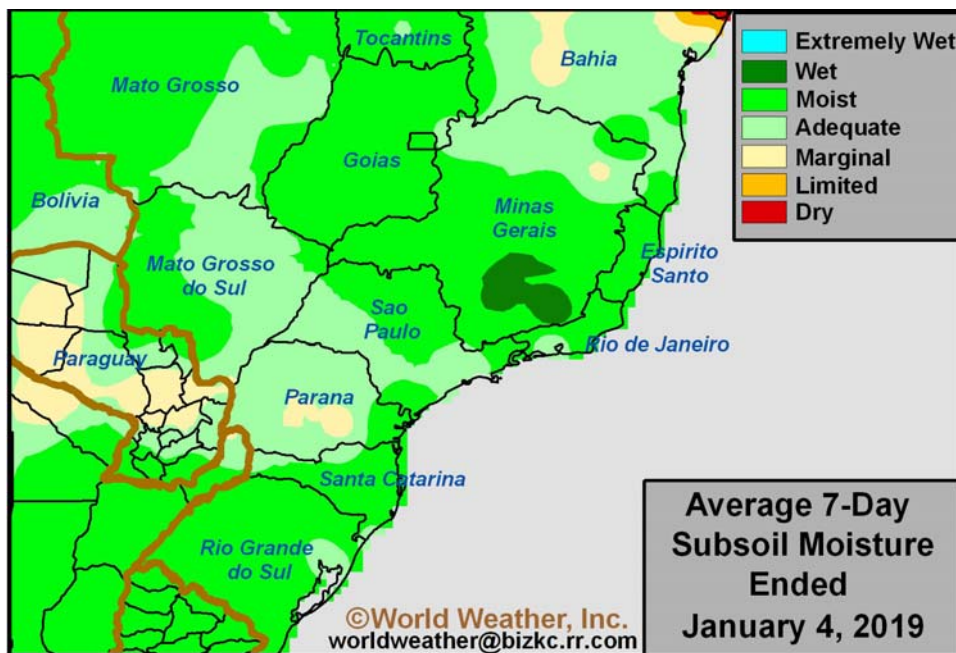 Tocantins
Bahia
Mato Grosso
Goias
Bolivia
Minas
Gerais
Mato Grosso
do Sul
Espirito
Santo
Sao
Paulo
Rio de Janeiro
Paraguay
Parana
Santa Catarina
Rio Grande
do Sul
©World Weather, Inc.
worldweather@bizkc.rr.com
Extremely Wet
Wet
Moist
Adequate
Marginal
Limited
Dry
Average 7-Day
Subsoil Moisture
Ended
January 4, 2019